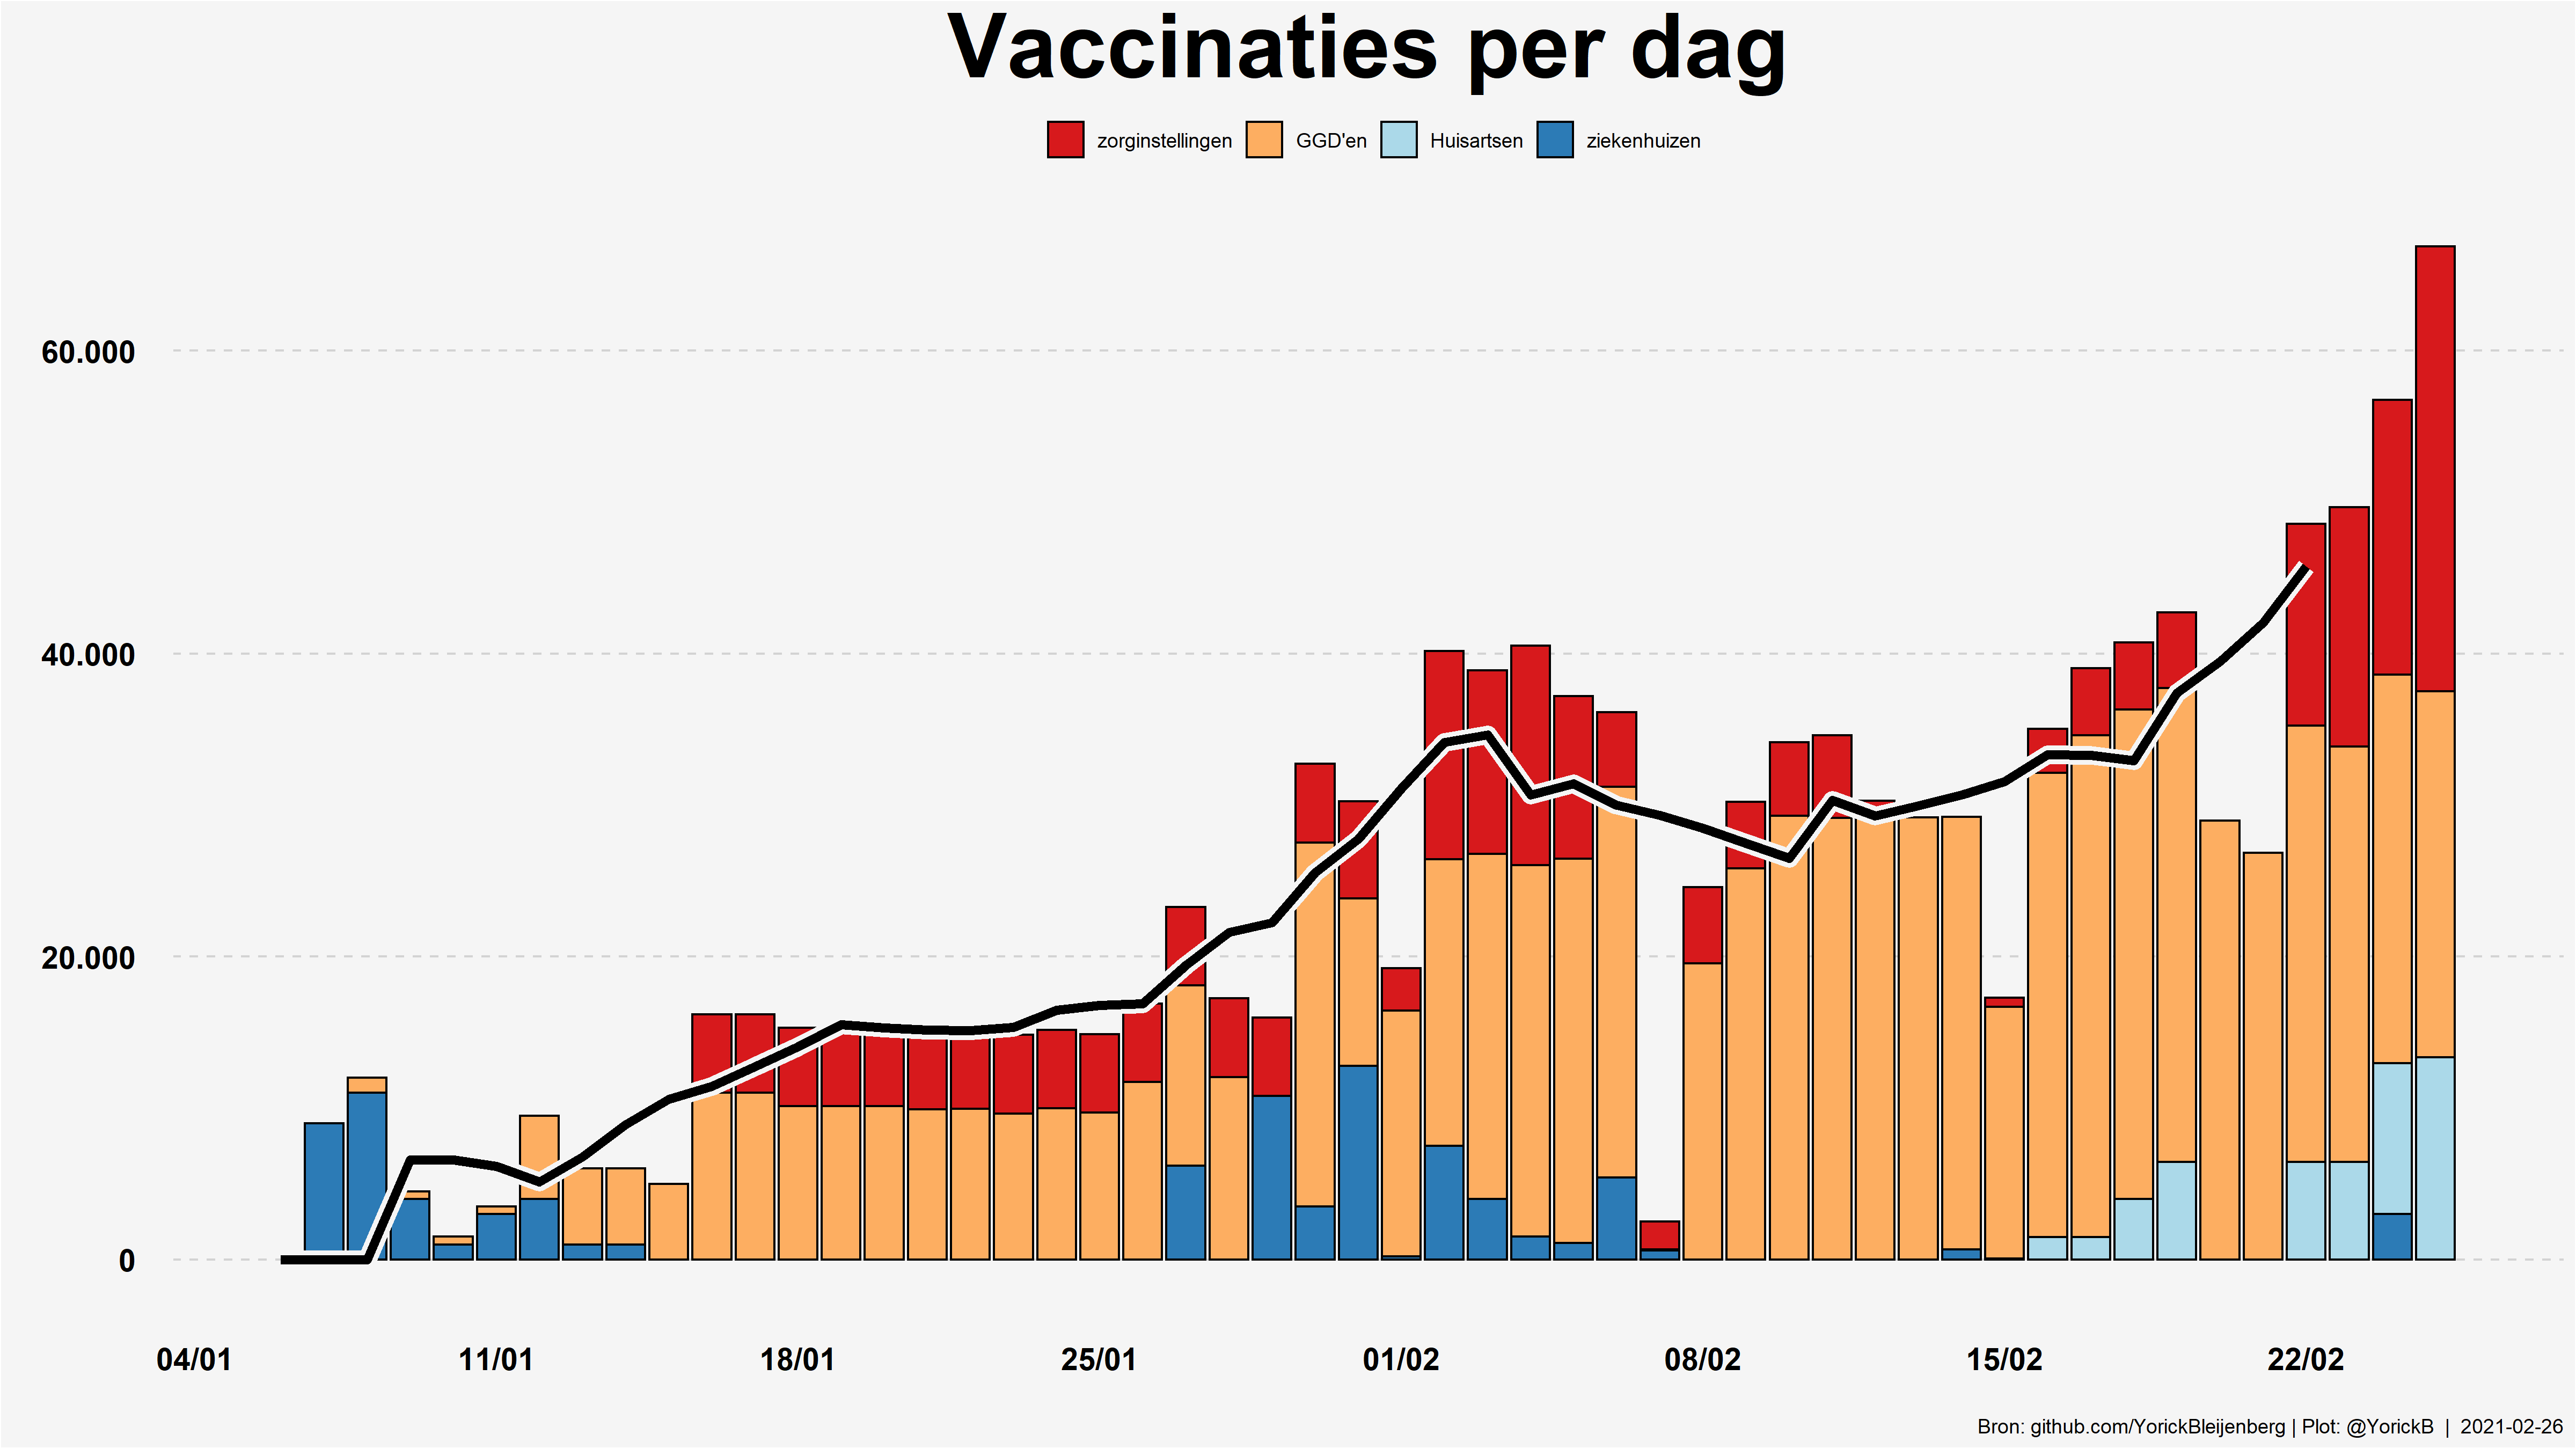 Vaccinaties per dag
zorginstellingen GGD'en Huisartsen ziekenhuizen
60.000
40.000
20.000
0
04/01 11/01 18/01 25/01 01/02 08/02 15/02 22/02
Bron: github.com/YorickBleijenberg | Plot: @YorickB | 2021-02-26